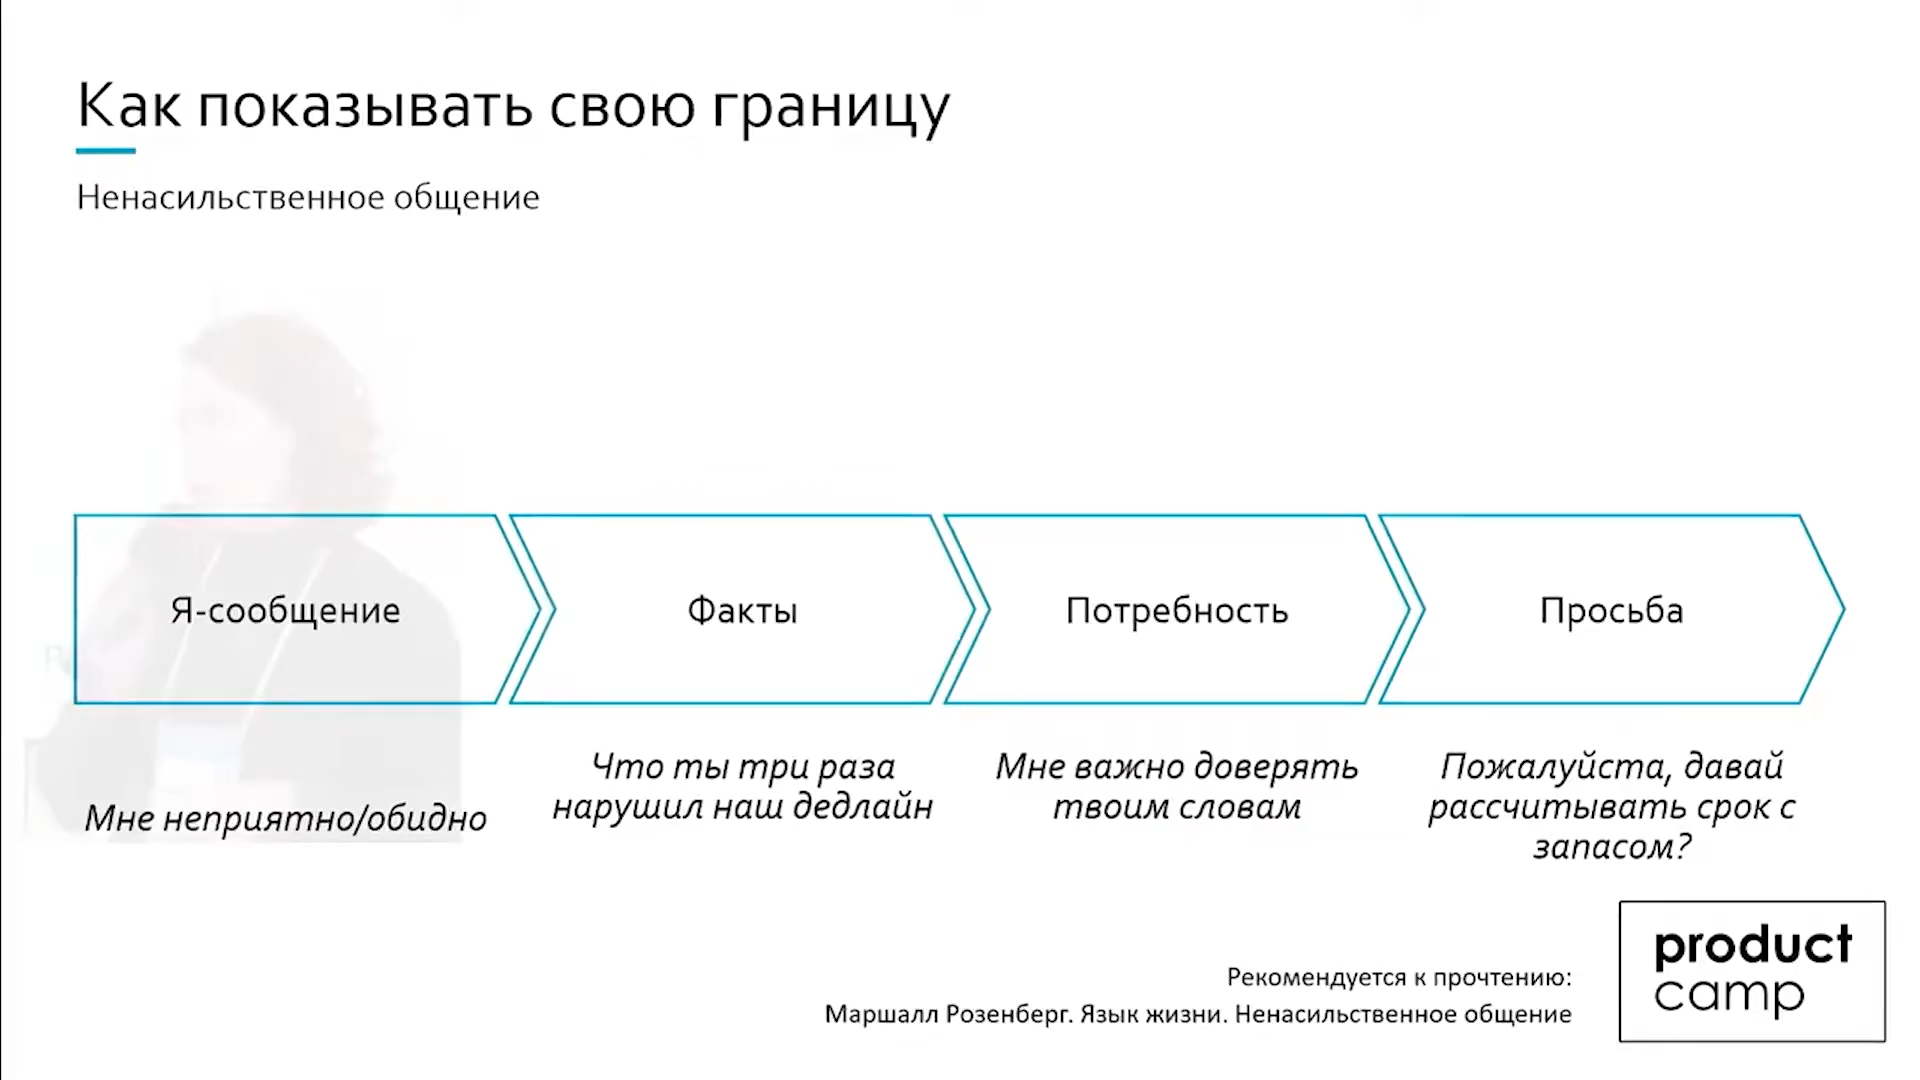 Как показывать свою границу
Ненасильственное общение
Я-сообщение
Факты
Потребность
Просьба
Мне неприятно/обидно
Что ты три раза
нарушил наш дедлайн
Мне важно доверять
твоим словам
Пожалуйста, давай
рассчитывать срок с
запасом?
Рекомендуется к прочтению:
Маршалл Розенберг. Язык жизни. Ненасильственное общение
product
camp